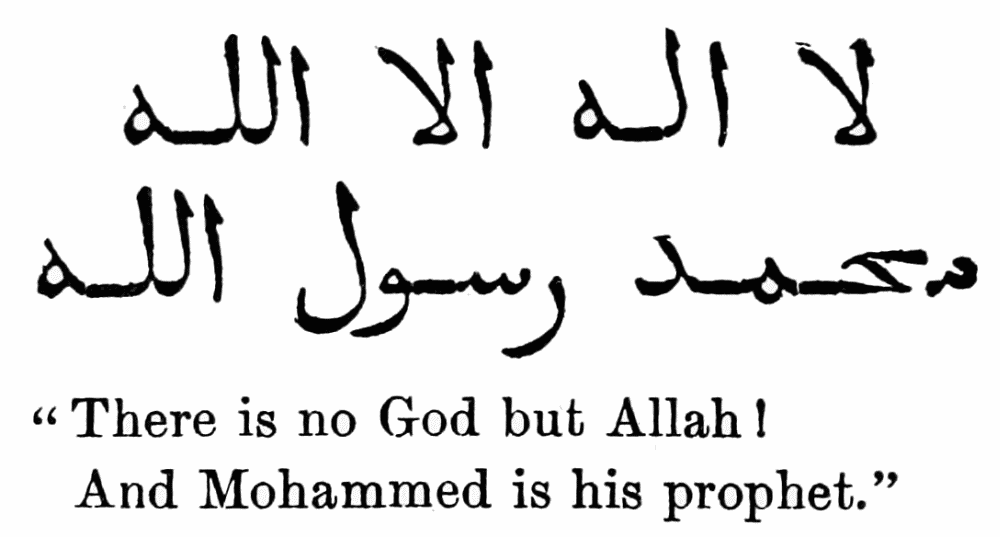 لا اله الا الله
محمد رسول الله
“ There is no God but Allah !
And Mohammed is his prophet.”